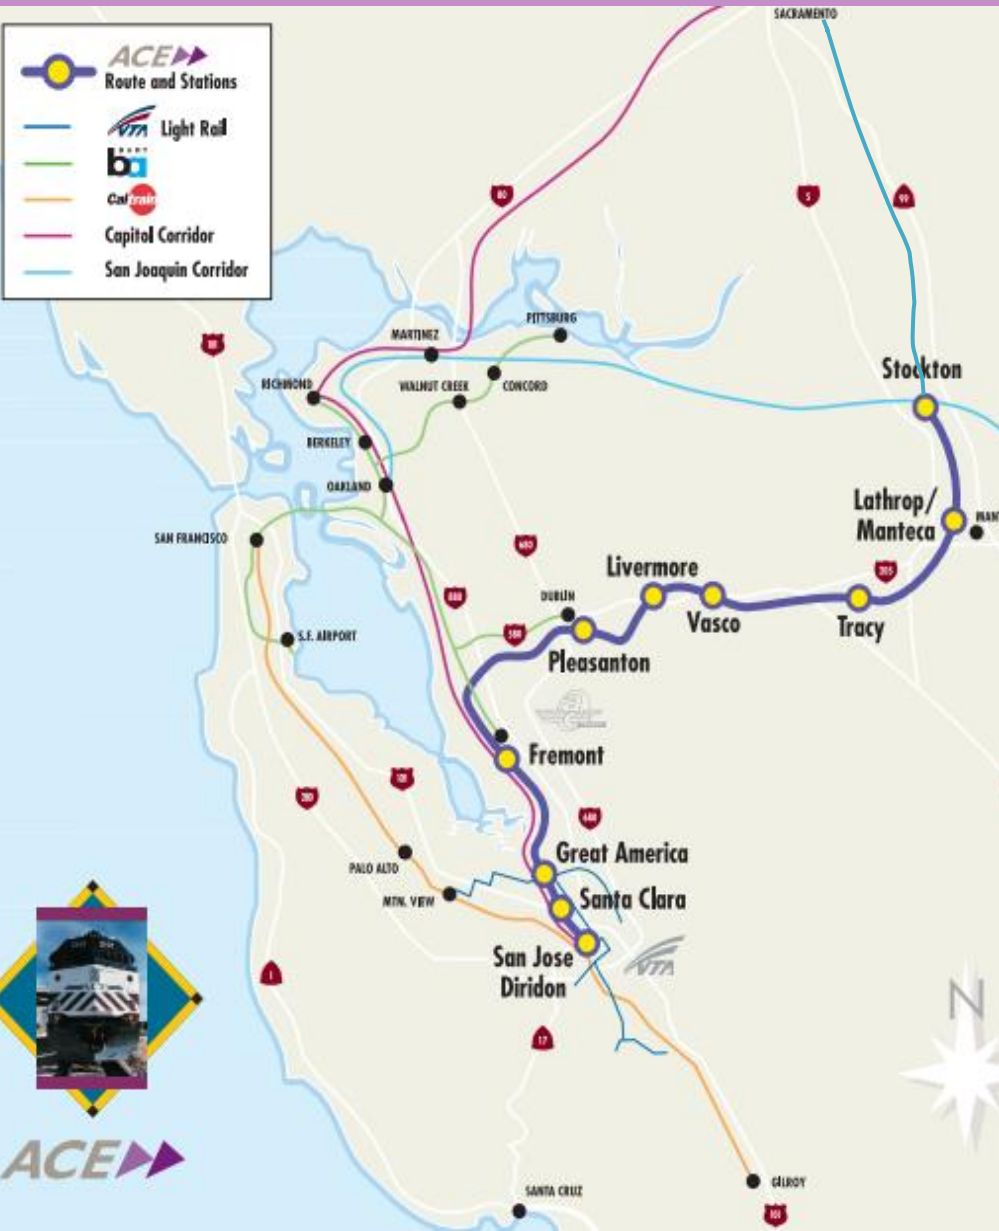 SACRAMENTO
ACE
Route and Stations
VTA Light Rail
BART
ba
Caltrain
Capitol Corridor
San Joaquin Corridor
80
5
99
PITTSBURG
MARTINEZ
Stockton
RICHMOND
WALNUT CREEK
CONCORD
BERKELEY
OAKLAND
Lathrop/
Manteca
MANT
SAN FRANCISCO
680
Livermore
205
880
DUBLIN
Vasco
Tracy
580
S.F. AIRPORT
Pleasanton
Fremont
101
280
680
Great America
PALO ALTO
MTN. VIEW
Santa Clara
San Jose
Diridon
VTA
1
N
17
ACE
GILROY
SANTA CRUZ
101